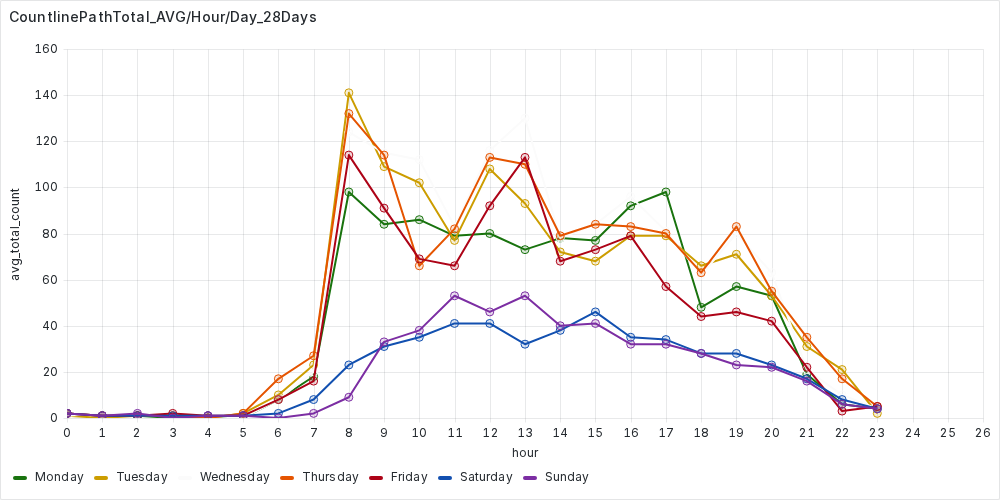 CountlinePathTotal_AVG/Hour/Day_28Days
160
140
120
100
80
60
40
20
0
avg_total_count
0 1 2 3 4 5 6 7 8 9 10 11 12 13 14 15 16 17 18 19 20 21 22 23 24 25 26
hour
Monday Tuesday Wednesday Thursday Friday Saturday Sunday